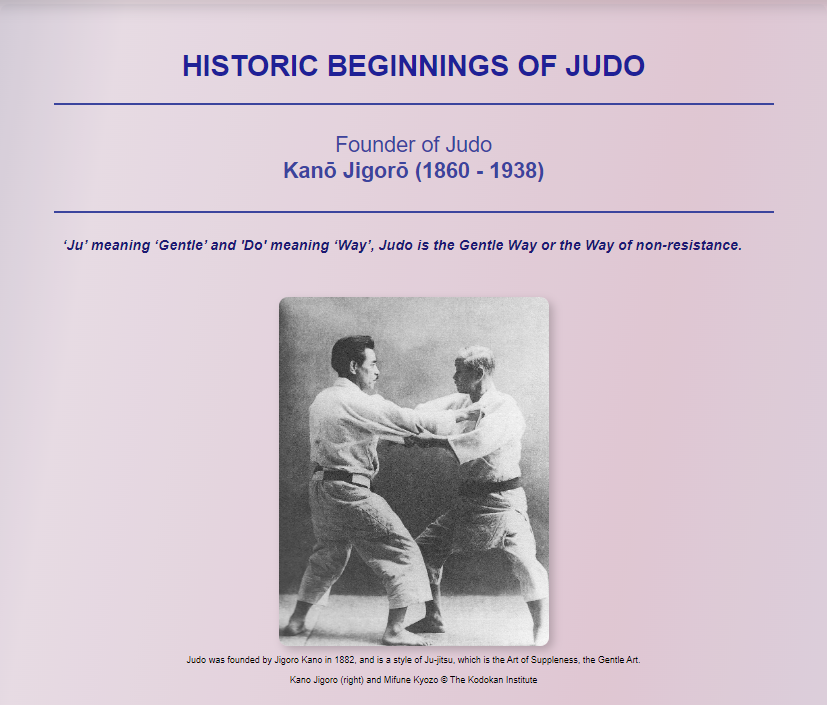 HISTORIC BEGINNINGS OF JUDO
Founder of Judo
Kanō Jigorō (1860 - 1938)
‘Ju’ meaning ‘Gentle’ and 'Do' meaning ‘Way’, Judo is the Gentle Way or the Way of non-resistance.
Judo was founded by Jigoro Kano in 1882, and is a style of Ju-jitsu, which is the Art of Suppleness, the Gentle Art.
Kano Jigoro (right) and Mifune Kyozo © The Kodokan Institute